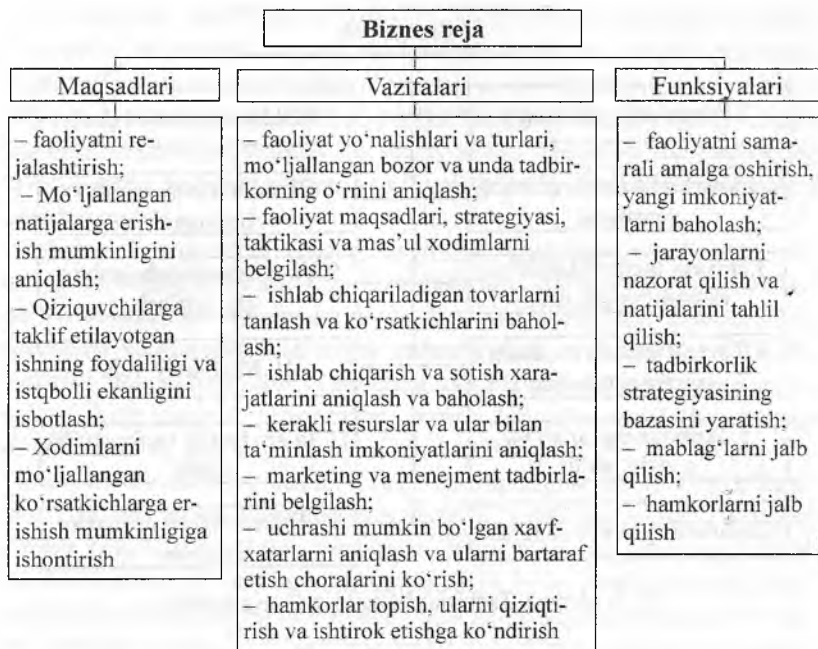 Biznes reja
Maqsadlari
Vazifalari
Funksiyalari
– faoliyatni re-
jalashtirish;
– Mo‘ljallangan
natijalarga erish-
ish mumkinligini
aniqlash;
– Qiziquvchilarga
taklif etilayotgan
ishning foydaliligi va
istqbolli ekanligini
isbotlash;
– Xodimlarni
mo‘ljallangan
ko‘rsatkichlarga er-
ishish mumkinligiga
ishontirish
– faoliyat yo‘nalishlari va turlari,
mo‘ljallangan bozor va unda tadbir-
korning o‘rnini aniqlash;
– faoliyat maqsadlari, strategiyasi,
taktikasi va mas’ul xodimlarni
belgilash;
– ishlab chiqariladigan tovarlarni
tanlash va ko‘rsatkichlarini bahol-
ash;
– ishlab chiqarish va sotish xara-
jatlarini aniqlash va baholash;
– kerakli resurslar va ular bilan
ta‘minlash imkoniyatlarini aniqlash;
– marketing va menejment tadbirla-
rini belgilash;
– uchrashi mumkin bo‘lgan xavf-
xatarlarni aniqlash va ularni bartaraf
etish choralarini ko‘rish;
– hamkorlar topish, ularni qiziqti-
rish va ishtirok etishga ko‘ndirish
– faoliyatni sama-
rali amalga oshirish,
yangi imkoniyat-
larni baholash;
– jarayonlarni
nazorat qilish va
natijalarini tahlil
qilish;
– tadbirkorlik
strategiyasining
bazasini yaratish;
– mablag‘larni jalb
qilish;
– hamkorlarni jalb
qilish